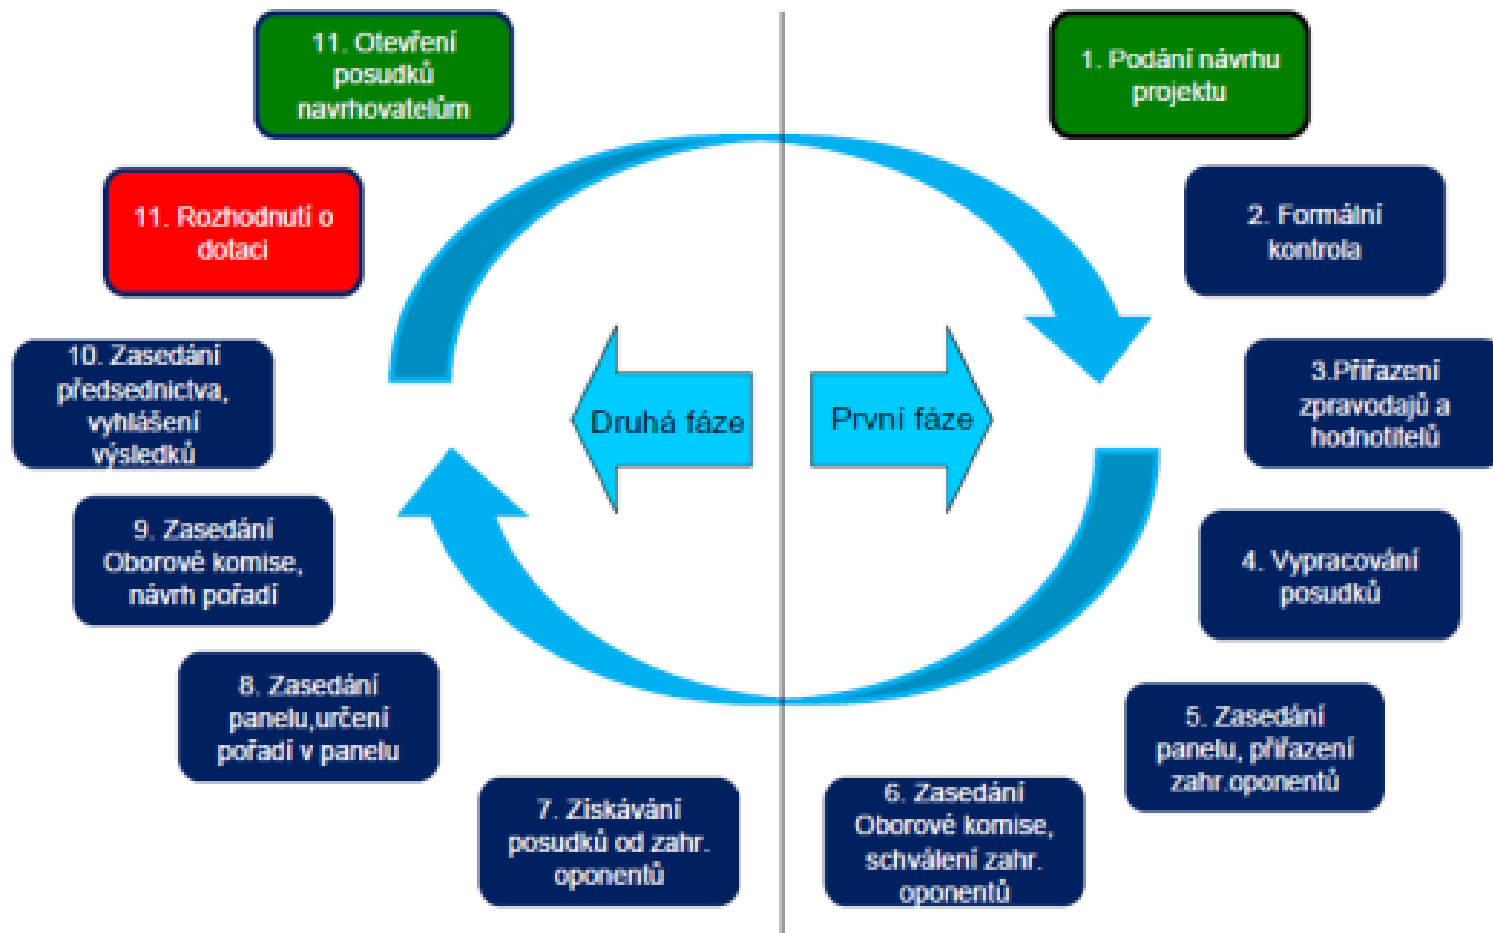 11. Otevření
posudků
navrhovatelům
1. Podání návrhu
projektu
11. Rozhodnutí o
dotaci
2. Formální
kontrola
10. Zasedání
předsednictva,
vyhlášení
výsledků
3.Přiřazení
zpravodajů a
hodnotitelů
Druhá fáze
První fáze
9. Zasedání
Oborové komise,
návrh pořadí
4. Vypracování
posudků
8. Zasedání
panelu,určení
pořadí v panelu
5. Zasedání
panelu, přiřazení
zahr.oponentů
7. Získávání
posudků od zahr.
oponentů
6. Zasedání
Oborové komise,
schválení zahr.
oponentů